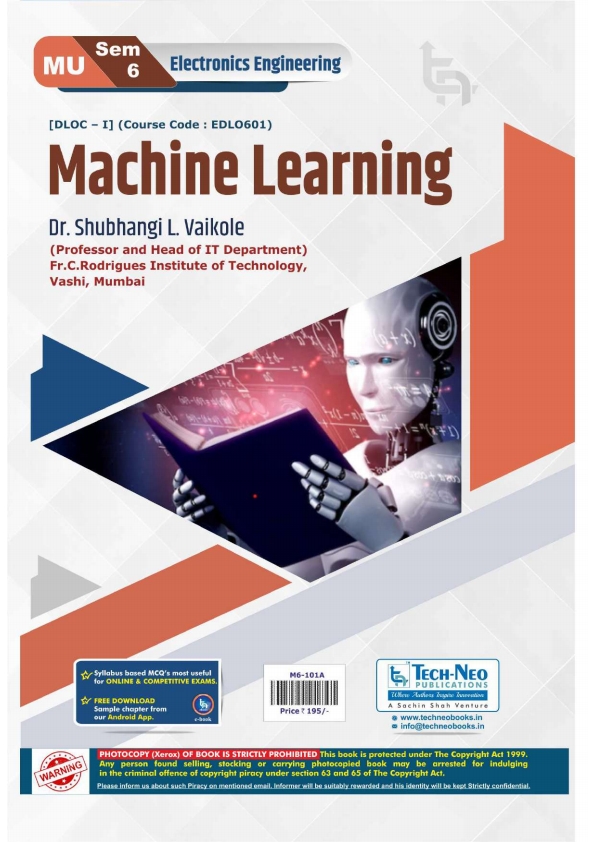 MU
Sem
6
Electronics Engineering
[DLOC – I] (Course Code : EDLO601)
Machine Learning
Dr. Shubhangi L. Vaikole
(Professor and Head of IT Department)
Fr.C.Rodrigues Institute of Technology,
Vashi, Mumbai
Syllabus based MCQ's most useful
for ONLINE & COMPETITIVE EXAMS.
FREE DOWNLOAD
Sample chapter from
our Android App.
e-book
M6-101A
Price ₹ 195/-
TECH-NEO
PUBLICATIONS
Where Authors Inspire Innovation
A Sachin Shah Venture
www.techneobooks.in
info@techneobooks.in
WARNING
PHOTOCOPY (Xerox) OF BOOK IS STRICTLY PROHIBITED This book is protected under The Copyright Act 1999.
Any person found selling, stocking or carrying photocopied book may be arrested for indulging
in the criminal offence of copyright piracy under section 63 and 65 of The Copyright Act.
Please inform us about such Piracy on mentioned email. Informer will be suitably rewarded and his identity will be kept Strictly confidential.